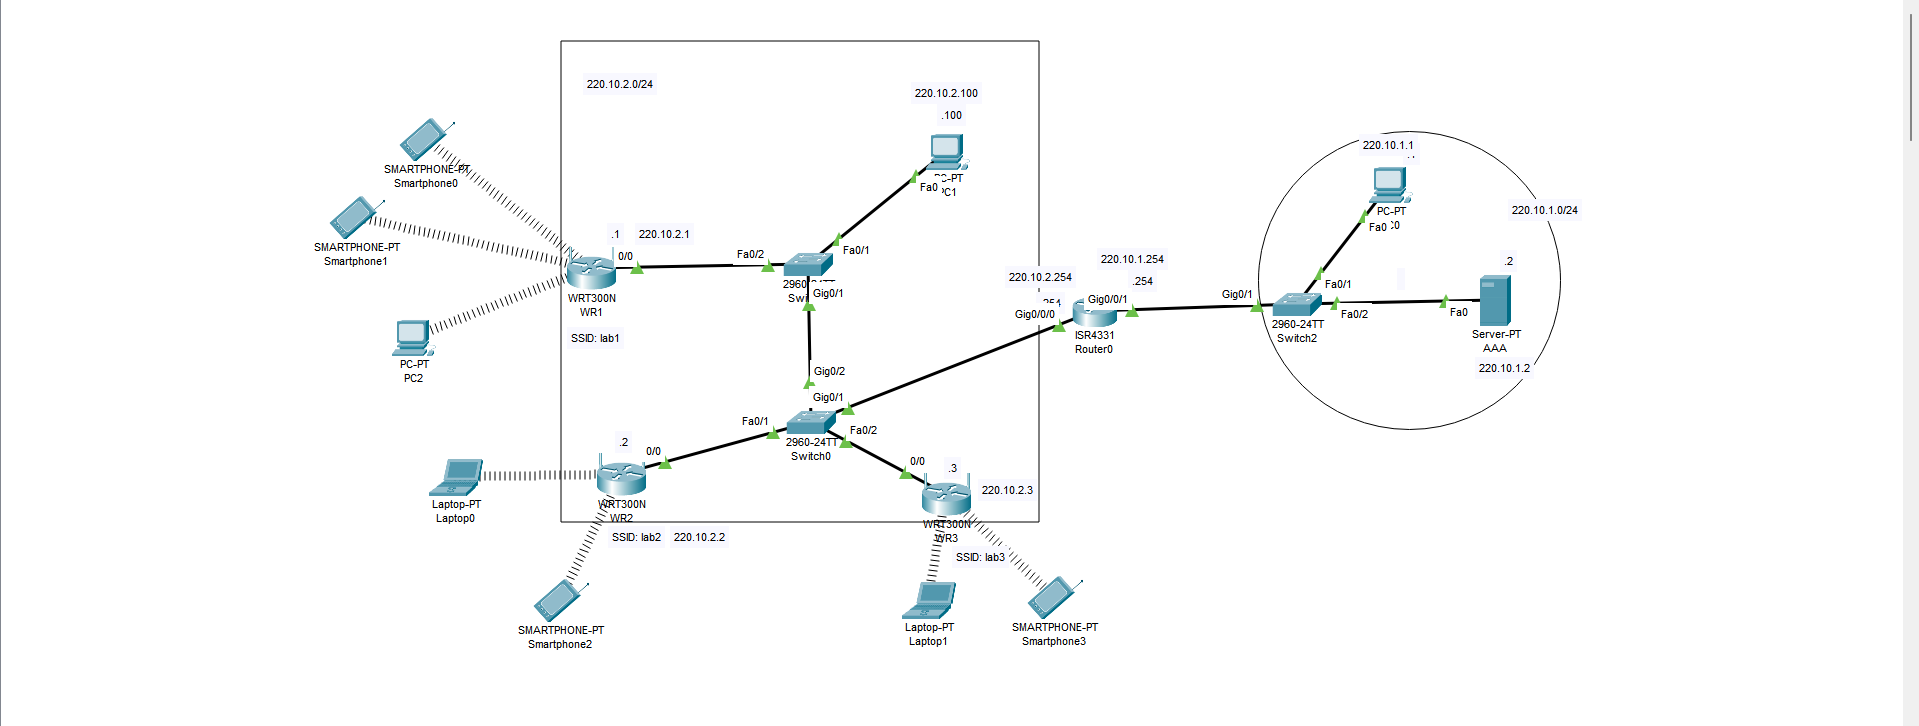 220.10.2.0/24
220.10.2.100
.100
PC-PT
PC1
Fa0
SMARTPHONE-PT
Smartphone0
SMARTPHONE-PT
Smartphone1
.1
220.10.2.1
0/0
Fa0/2
Fa0/1
WRT300N
WR1
SSID: lab1
Gig0/1
PC-PT
PC2
Gig0/2
Gig0/1
Fa0/1
Fa0/2
2960-24TT
Switch0
.2
0/0
WRT300N
WR2
SSID: lab2
220.10.2.2
Laptop-PT
Laptop0
SMARTPHONE-PT
Smartphone2
0/0
.3
220.10.2.3
WRT300N
WR3
SSID: lab3
Laptop-PT
Laptop1
SMARTPHONE-PT
Smartphone3
220.10.2.254
220.10.1.254
.254
Gig0/0/1
Gig0/0/0
ISR4331
Router0
220.10.1.1
PC-PT
Fa0
220.10.1.0/24
Gig0/1
Fa0/1
Fa0/2
2960-24TT
Switch2
.2
Fa0
Server-PT
AAA
220.10.1.2